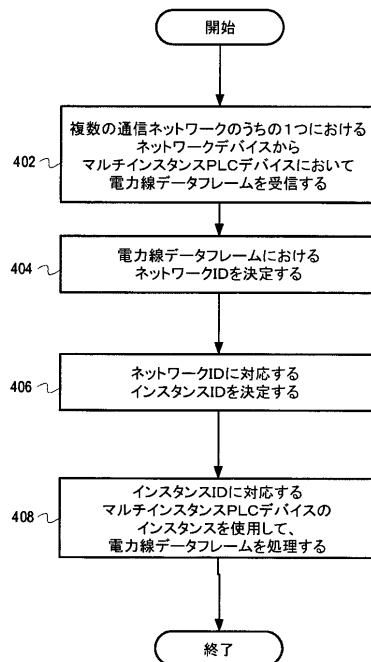 開始
402
複数の通信ネットワークのうちの1つにおける
ネットワークデバイスから
マルチインスタンスPLCデバイスにおいて
電力線データフレームを受信する
404
電力線データフレームにおける
ネットワークIDを決定する
406
ネットワークIDに対応する
インスタンスIDを決定する
408
インスタンスIDに対応する
マルチインスタンスPLCデバイスの
インスタンスを使用して、
電力線データフレームを処理する
終了